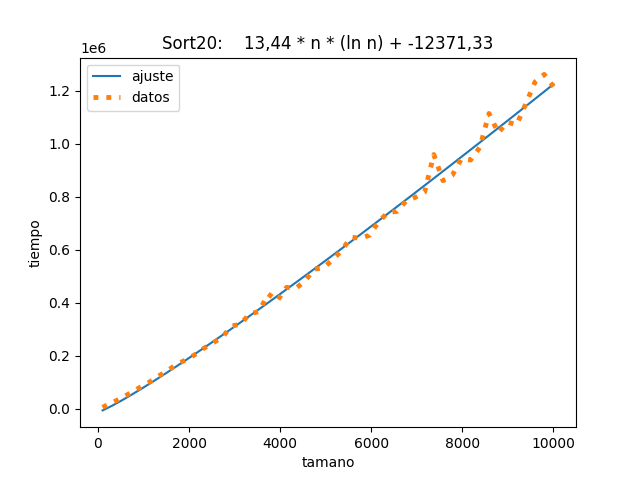 Sort20: 13,44 * n * (ln n) + -12371,33
1e6
ajuste
datos
1.2
1.0
0.8
0.6
0.4
0.2
0.0
tiempo
0 2000 4000 6000 8000 10000
tamano